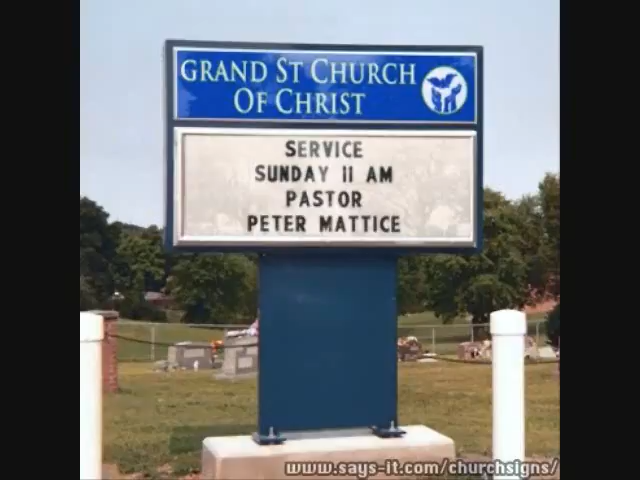 GRAND ST CHURCH
OF CHRIST
SERVICE
SUNDAY 11 AM
PASTOR
PETER MATTICE
www.says-it.com/churchsigns/